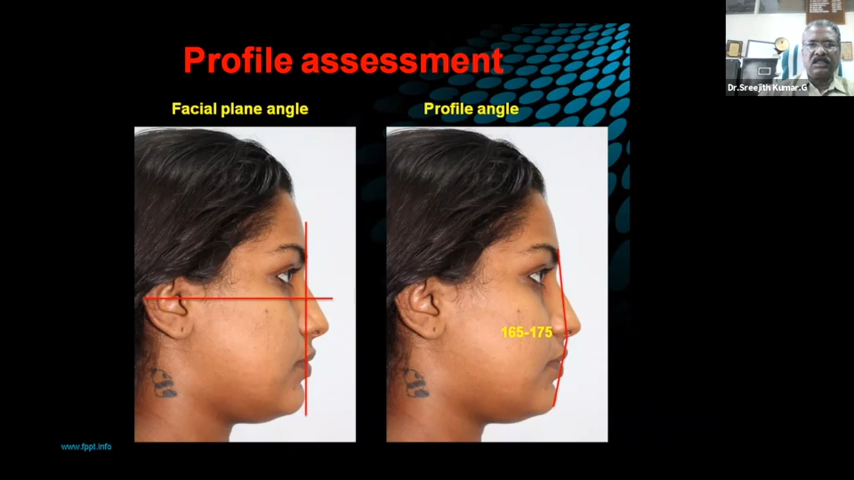 Profile assessment
Facial plane angle
Profile angle
165-175
www.fppt.info
Dr.Sreejith Kumar.G